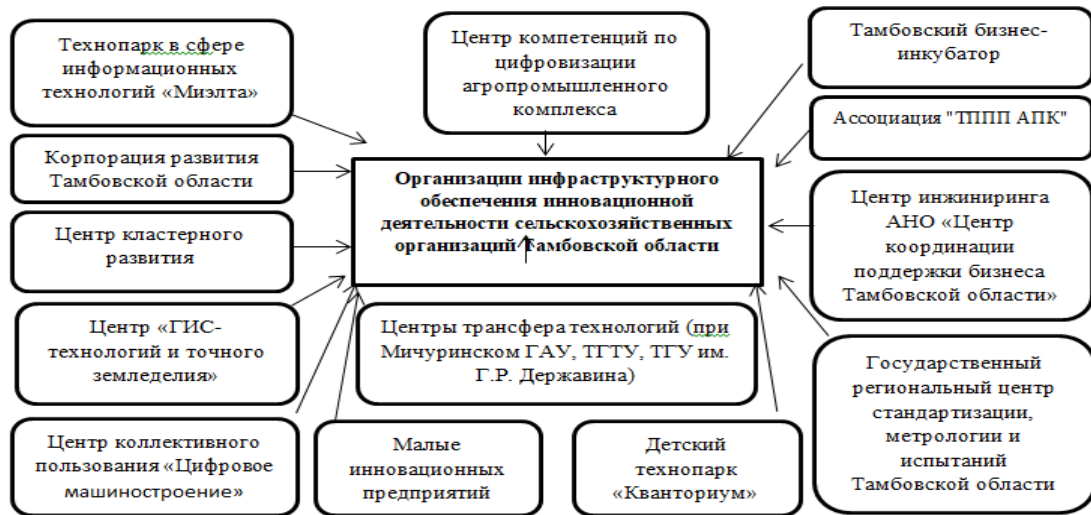 Технопарк в сфере
информационных
технологий «Миэлта»
Центр компетенций по
цифровизации
агропромышленного
комплекса
Тамбовский бизнес-
инкубатор
Ассоциация "ТППП АПК"
Корпорация развития
Тамбовской области
Организации инфраструктурного
обеспечения инновационной
деятельности сельскохозяйственных
организаций Тамбовской области
Центр инжиниринга
АНО «Центр
координации
поддержки бизнеса
Тамбовской области»
Центр кластерного
развития
Центр «ГИС-
технологий и точного
земледелия»
Центры трансфера технологий (при
Мичуринском ГАУ, ТГТУ, ТГУ им.
Г.Р. Державина)
Государственный
региональный центр
стандартизации,
метрологии и
испытаний
Тамбовской области
Центр коллективного
пользования «Цифровое
машиностроение»
Малые
инновационных
предприятий
Детский
технопарк
«Кванториум»